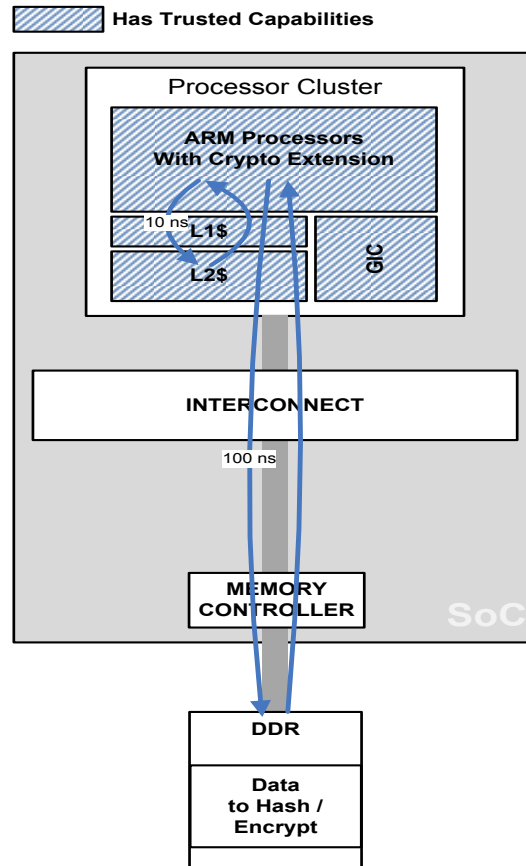 Has Trusted Capabilities
Processor Cluster
ARM Processors
With Crypto Extension
10 ns
L1$
L2$
GIC
INTERCONNECT
100 ns
MEMORY
CONTROLLER
SoC
DDR
Data
to Hash /
Encrypt